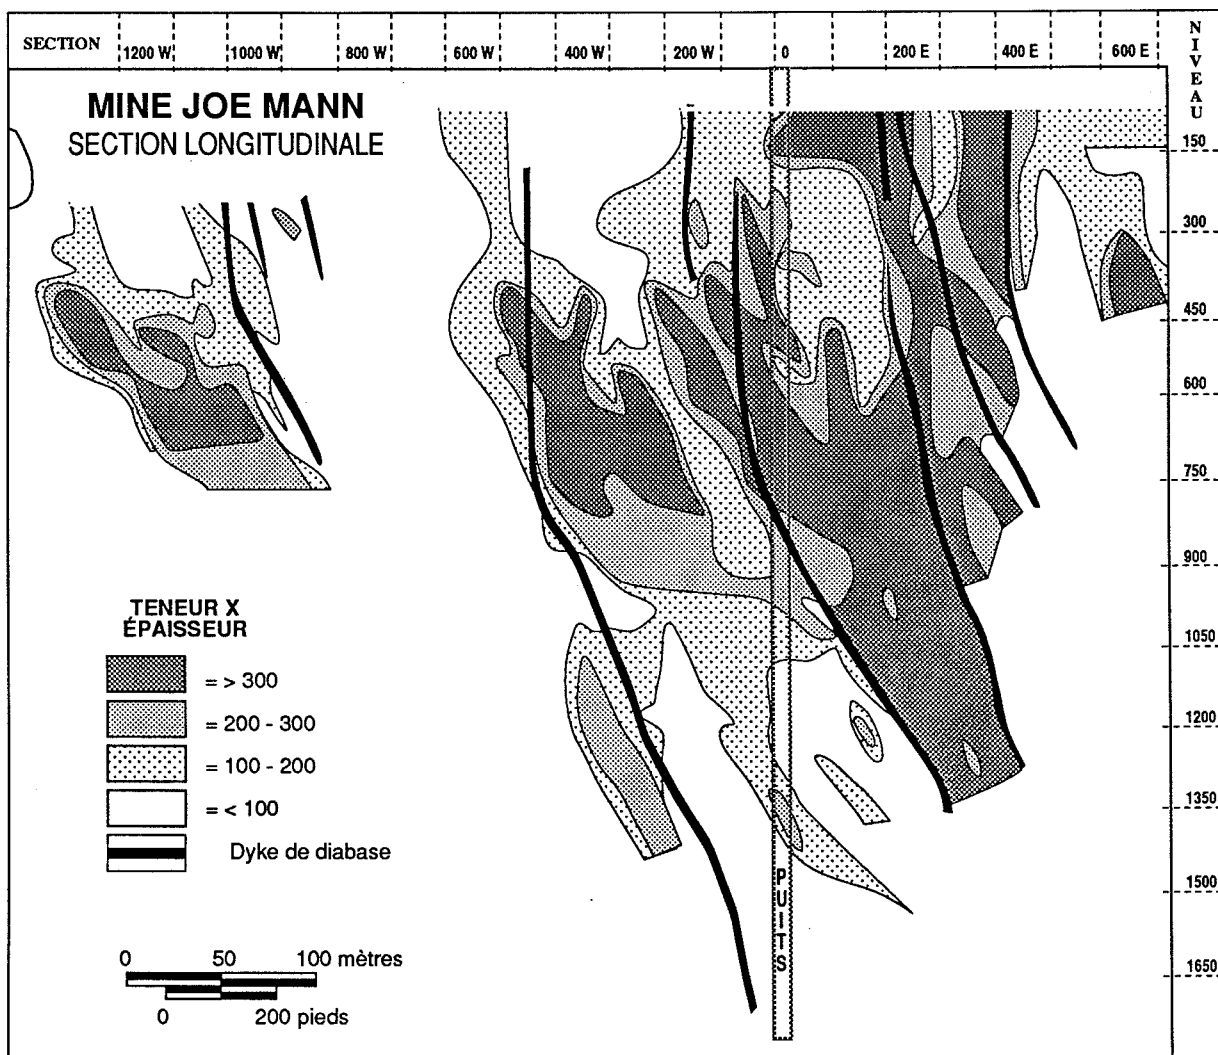 SECTION 1200 W 1000 W 800 W 600 W 400 W 200 W 0 200 E 400 E 600 E
NIVEAU
MINE JOE MANN
SECTION LONGITUDINALE
150
300
450
600
750
900
1050
1200
1350
1500
1650
TENEUR X
ÉPAISSEUR
= > 300
= 200 - 300
= 100 - 200
= < 100
Dyke de diabase
PUITS
0 50 100 mètres
0 200 pieds